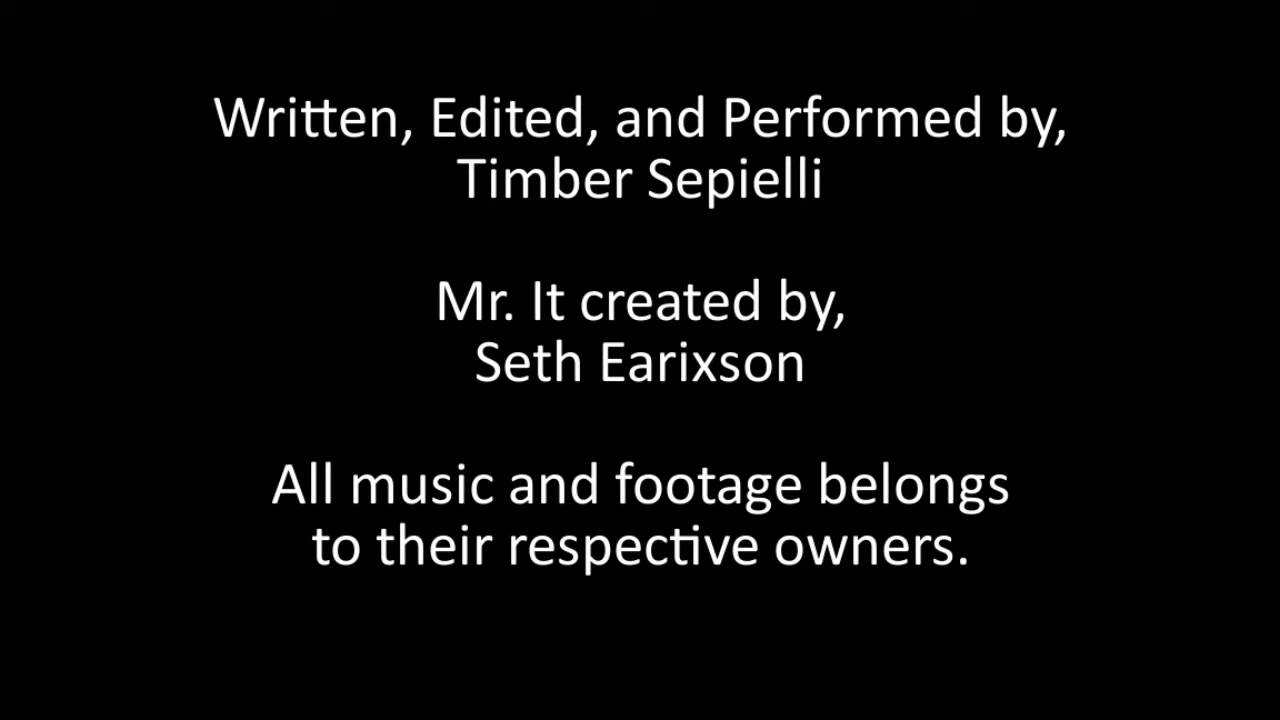 Written, Edited, and Performed by,
Timber Sepielli
Mr. It created by,
Seth Earixson
All music and footage belongs
to their respective owners.